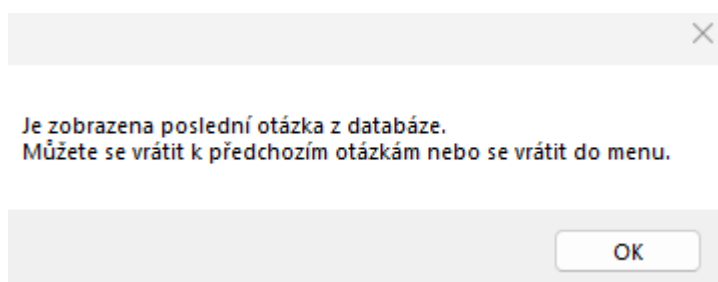 Je zobrazena poslední otázka z databáze.
Můžete se vrátit k předchozím otázkám nebo se vrátit do menu.
OK